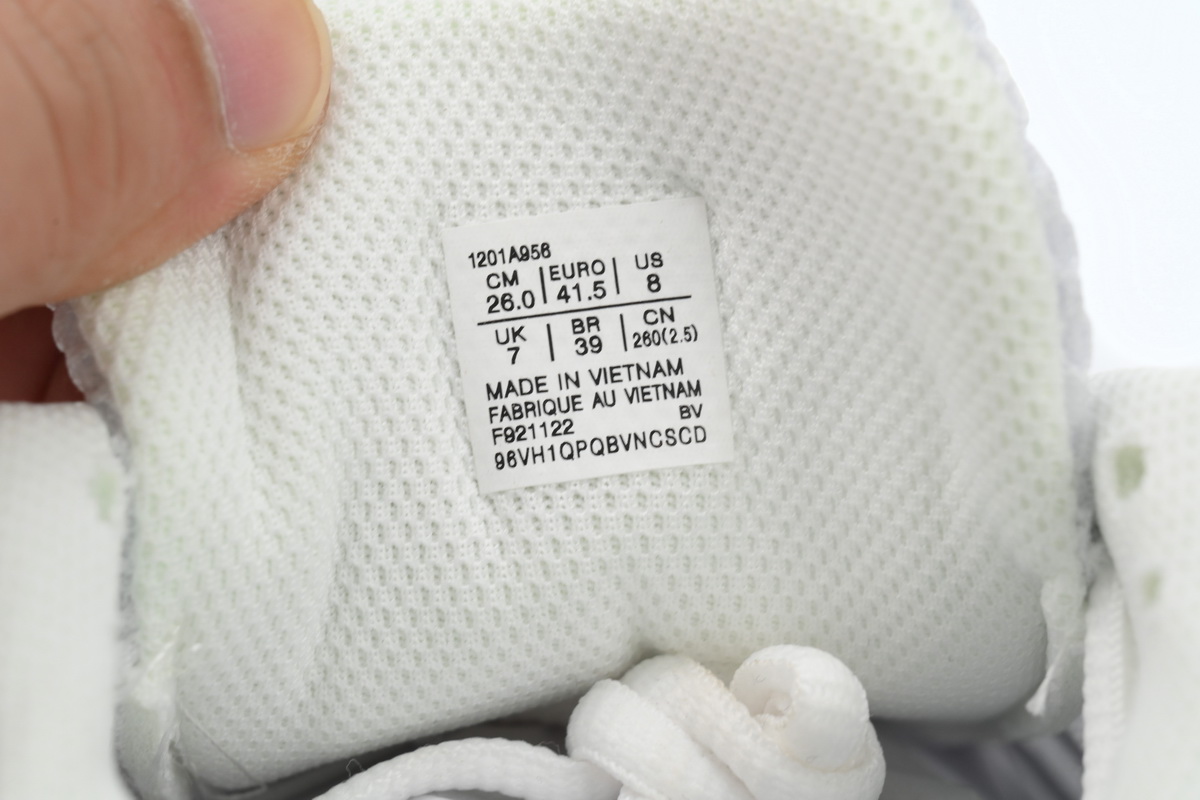 1201A956
CM EURO US
26.0 41.5 8
UK BR CN
7 39 260(2.5)
MADE IN VIETNAM
FABRIQUE AU VIETNAM
F921122 BV
96VH1QPQBVNCSCD